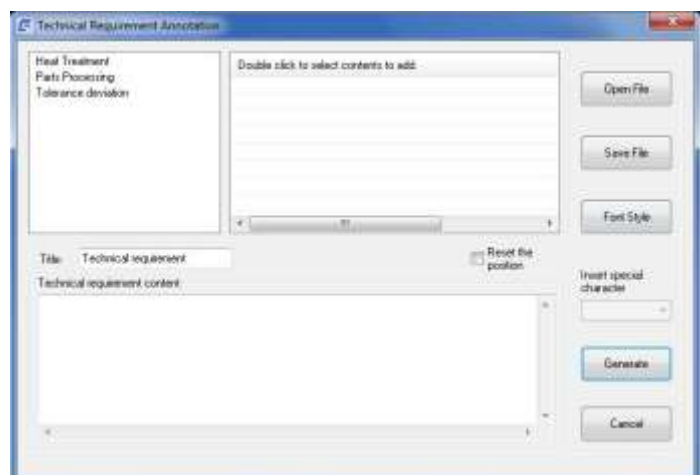 Technical Requirement Annotation
Heat Treatment
Parts Processing
Tolerance deviation
Double click to select contents to add.
Open File
Save File
Font Style
Title:
Technical requirement
Reset the
position
Technical requirement content
Insert special
character
Generate
Cancel